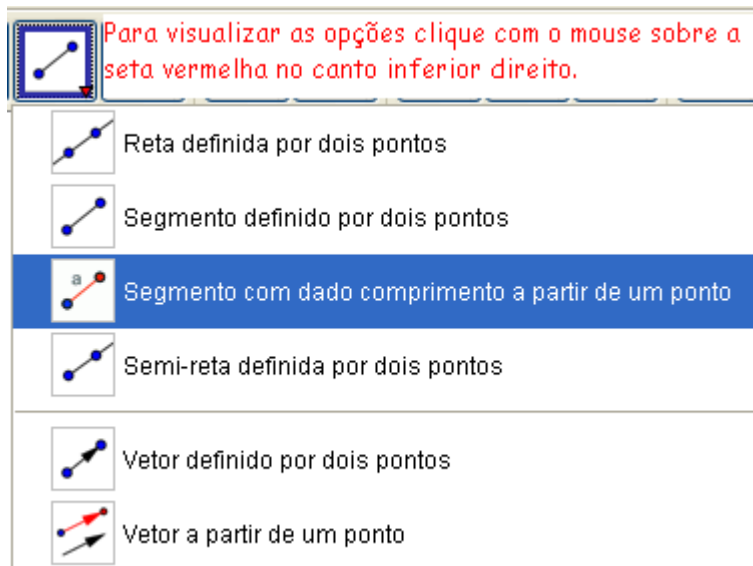 Para visualizar as opções clique com o mouse sobre a
seta vermelha no canto inferior direito.
Reta definida por dois pontos
Segmento definido por dois pontos
a
Segmento com dado comprimento a partir de um ponto
Semi-reta definida por dois pontos
Vetor definido por dois pontos
Vetor a partir de um ponto